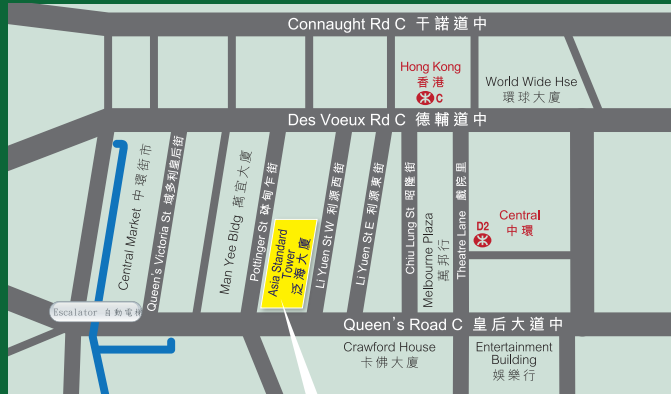 Connaught Rd C 干諾道中
Hong Kong
香港
C
World Wide Hse
環球大廈
Des Voeux Rd C 德輔道中
Central Market 中環街市
Queen's Victoria St 域多利皇后街
Man Yee Bldg 萬宜大廈
Pottinger St 砵甸乍街
Asia Standard
Tower
泛海大廈
Li Yuen St W 利源西街
Li Yuen St E 利源東街
Chiu Lung St 昭隆街
Melbourne Plaza
萬邦行
Theatre Lane 戲院里
D2
Central
中環
Escalator 自動電梯
Queen's Road C 皇后大道中
Crawford House
卡佛大廈
Entertainment
Building
娛樂行